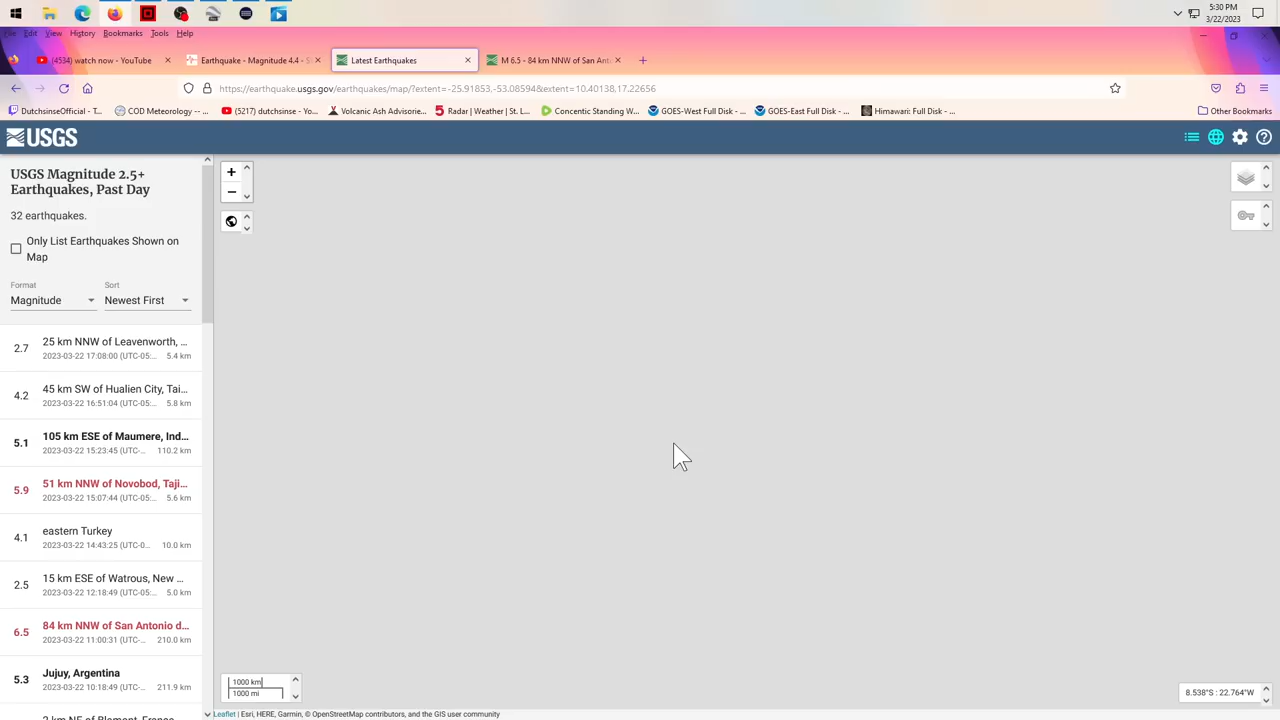 5:30 PM
3/22/2023
File Edit View History Bookmarks Tools Help
(4534) watch now - YouTube
Earthquake - Magnitude 4.4 -
Latest Earthquakes
M 6.5 - 84 km NNW of San Anto
https://earthquake.usgs.gov/earthquakes/map/?extent=-25.91853,-53.08594&extent=10.40138,17.22656
DutchsinseOfficial - T... COD Meteorology --... (5217) dutchsinse - Yo... Volcanic Ash Advisorie... Radar | Weather | St. L... Concentric Standing W... GOES-West Full Disk -... GOES-East Full Disk -... Himawari: Full Disk -... Other Bookmarks
USGS
USGS Magnitude 2.5+
Earthquakes, Past Day
32 earthquakes.
Only List Earthquakes Shown on
Map
Format Sort
Magnitude Newest First
2.7 25 km NNW of Leavenworth, ...
2023-03-22 17:08:00 (UTC-05:... 5.4 km
4.2 45 km SW of Hualien City, Tai...
2023-03-22 16:51:04 (UTC-05:... 5.8 km
5.1 105 km ESE of Maumere, Ind...
2023-03-22 15:23:45 (UTC-... 110.2 km
5.9 51 km NNW of Novobod, Taji...
2023-03-22 15:07:44 (UTC-05:... 5.6 km
4.1 eastern Turkey
2023-03-22 14:43:25 (UTC-0... 10.0 km
2.5 15 km ESE of Watrous, New ...
2023-03-22 12:18:49 (UTC-05:... 5.0 km
6.5 84 km NNW of San Antonio d...
2023-03-22 11:00:31 (UTC-... 210.0 km
5.3 Jujuy, Argentina
2023-03-22 10:18:49 (UTC-... 211.9 km
2 km NE of Blomont, France
+
−
1000 km
1000 mi
8.538°S : 22.764°W
Leaflet | Esri, HERE, Garmin, © OpenStreetMap contributors, and the GIS user community